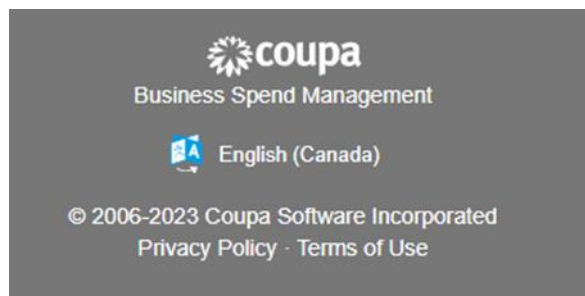 coupa
Business Spend Management
English (Canada)
© 2006-2023 Coupa Software Incorporated
Privacy Policy · Terms of Use